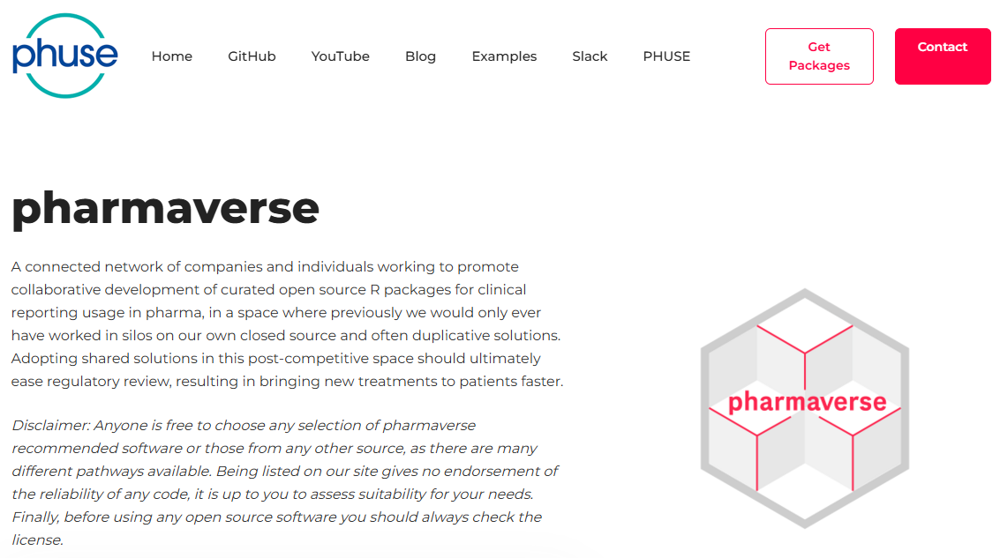 phuse
Home
GitHub
YouTube
Blog
Examples
Slack
PHUSE
Get
Packages
Contact
pharmaverse
A connected network of companies and individuals working to promote
collaborative development of curated open source R packages for clinical
reporting usage in pharma, in a space where previously we would only ever
have worked in silos on our own closed source and often duplicative solutions.
Adopting shared solutions in this post-competitive space should ultimately
ease regulatory review, resulting in bringing new treatments to patients faster.
Disclaimer: Anyone is free to choose any selection of pharmaverse
recommended software or those from any other source, as there are many
different pathways available. Being listed on our site gives no endorsement of
the reliability of any code, it is up to you to assess suitability for your needs.
Finally, before using any open source software you should always check the
license.
pharmaverse